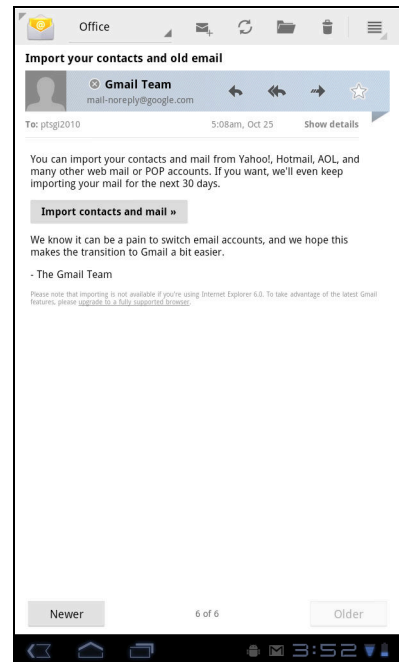 Office
Import your contacts and old email
Gmail Team
mail-noreply@google.com
To: ptsgi2010 5:08am, Oct 25 Show details
You can import your contacts and mail from Yahoo!, Hotmail, AOL, and
many other web mail or POP accounts. If you want, we'll even keep
importing your mail for the next 30 days.
Import contacts and mail »
We know it can be a pain to switch email accounts, and we hope this
makes the transition to Gmail a bit easier.
- The Gmail Team
Please note that importing is not available if you're using Internet Explorer 6.0. To take advantage of the latest Gmail
features, please upgrade to a fully supported browser.
Newer 6 of 6 Older
3:52